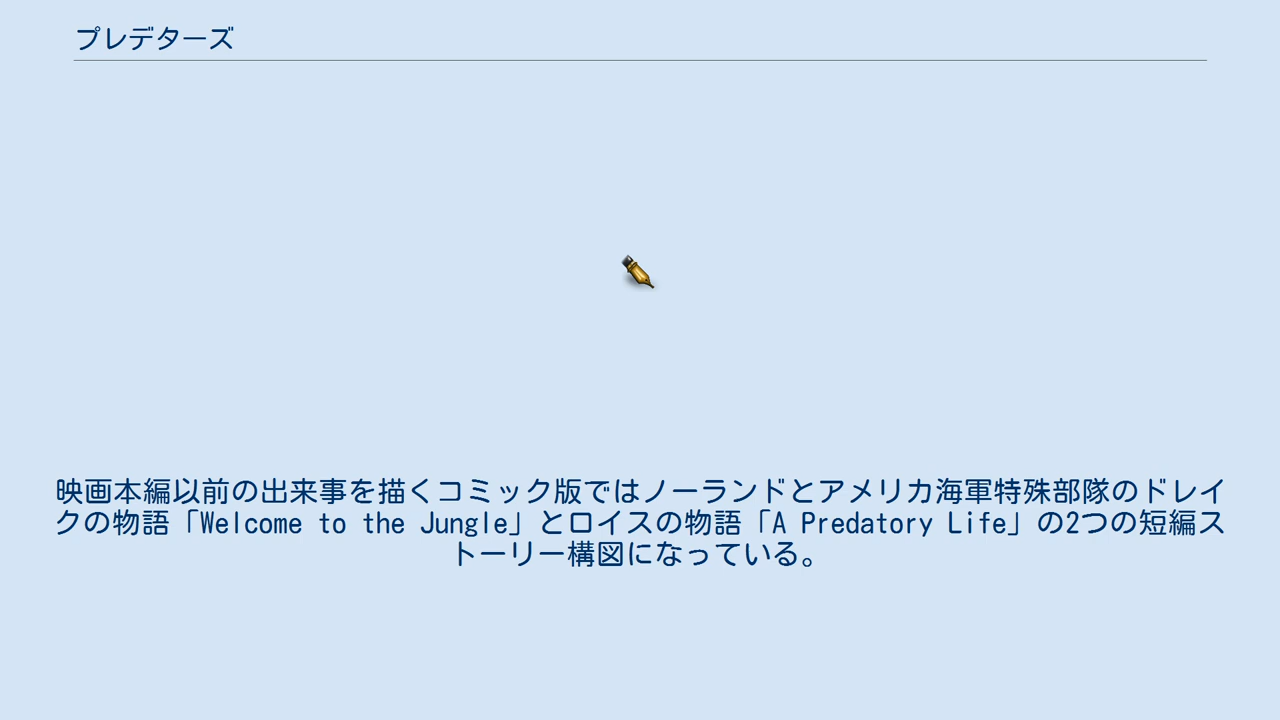 プレデターズ
映画本編以前の出来事を描くコミック版ではノーランドとアメリカ海軍特殊部隊のドレイ
クの物語「Welcome to the Jungle」とロイスの物語「A Predatory Life」の2つの短編ス
トーリー構図になっている。